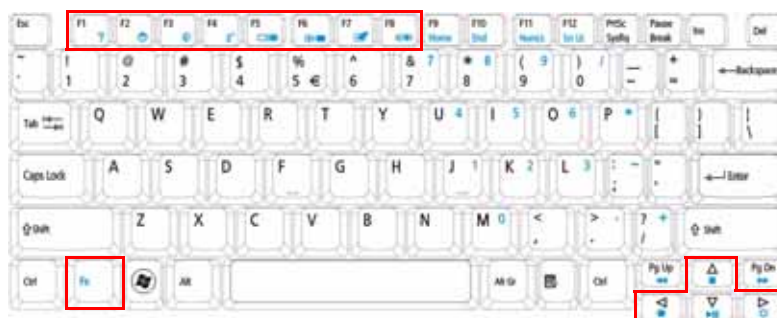 Esc F1 ? F2 F3 F4 F5 F6 F7 F8 F9 Home F10 End F11 NumLk F12 Scr Lk PrtSc SysRq Pause Break Ins Del
~ ! 1 @ 2 # 3 $ 4 % 5 € ^ 6 & 7 7 * 8 8 ( 9 9 ) 0 / _ - + = Backspace
Tab Q W E R T Y U 4 I 5 O 6 P * { [ } ] | \
Caps Lock A S D F G H J 1 K 2 L 3 : ; - " ' Enter
Shift Z X C V B N M 0 < , > . . ? / + Shift
Ctrl Fn Alt Alt Gr Ctrl Pg Up Pg Dn